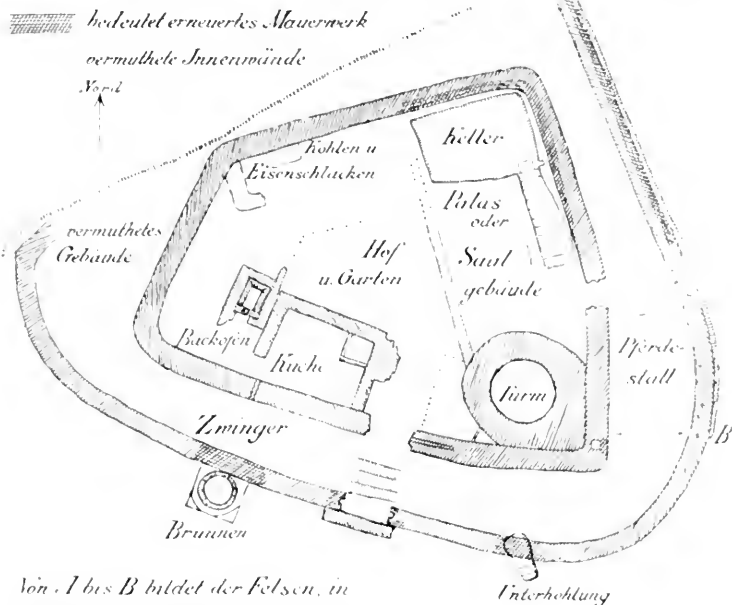 bedeutet erneuertes Mauerwerk
vermuthete Innenwände
Nord
Kohlen u
Eisenschlacken
Keller
vermuthetes
Gebäude
Palas
oder
Saal
gebäude
Hof
u. Garten
Backofen
Küche
Turm
Pferde-
stall
Zwinger
B
Brunnen
Von A bis B bildet der Felsen, in
Unterhöhlung